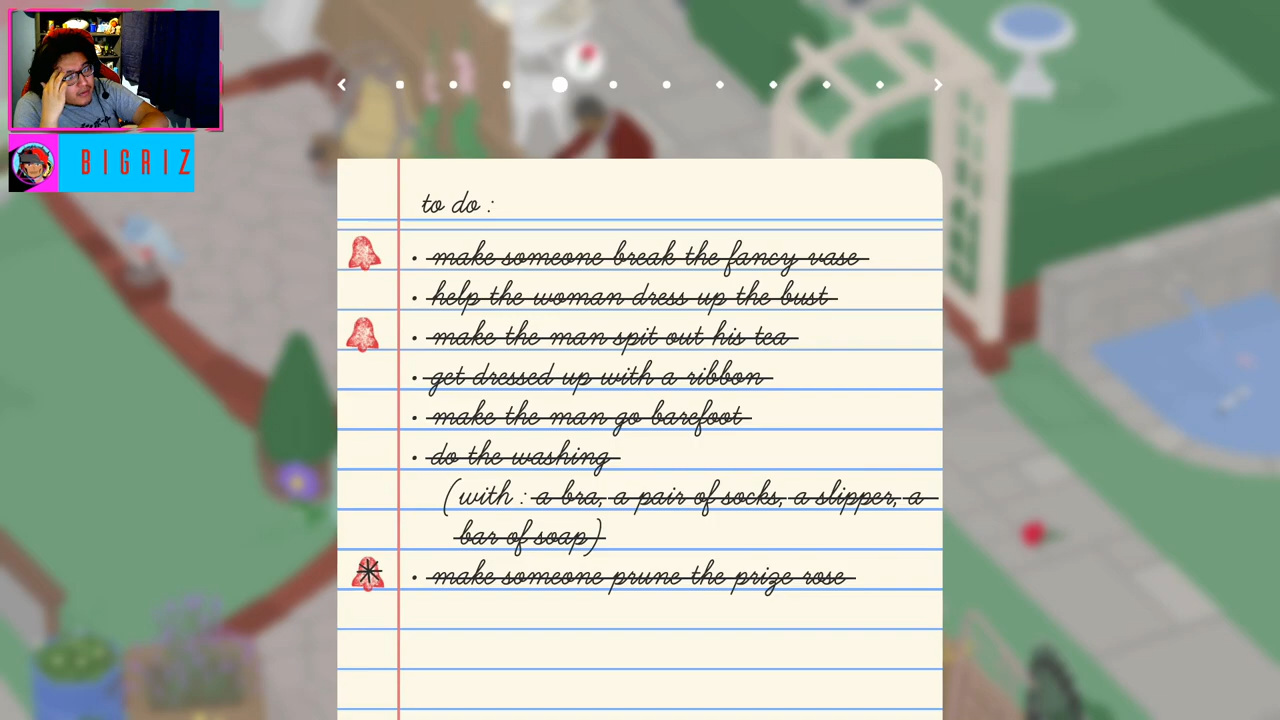 BIGRIZ
to do :
• make someone break the fancy vase
• help the woman dress up the bust
• make the man spit out his tea
• get dressed up with a ribbon
• make the man go barefoot
• do the washing
(with : a bra, a pair of socks, a slipper, a
bar of soap)
• make someone prune the prize rose